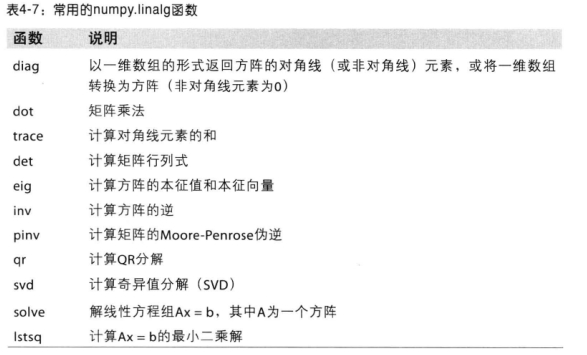 表4-7：常用的numpy.linalg函数
函数 说明
diag 以一维数组的形式返回方阵的对角线（或非对角线）元素，或将一维数组
转换为方阵（非对角线元素为0）
dot 矩阵乘法
trace 计算对角线元素的和
det 计算矩阵行列式
eig 计算方阵的本征值和本征向量
inv 计算方阵的逆
pinv 计算矩阵的Moore-Penrose伪逆
qr 计算QR分解
svd 计算奇异值分解（SVD）
solve 解线性方程组Ax = b，其中A为一个方阵
lstsq 计算Ax = b的最小二乘解